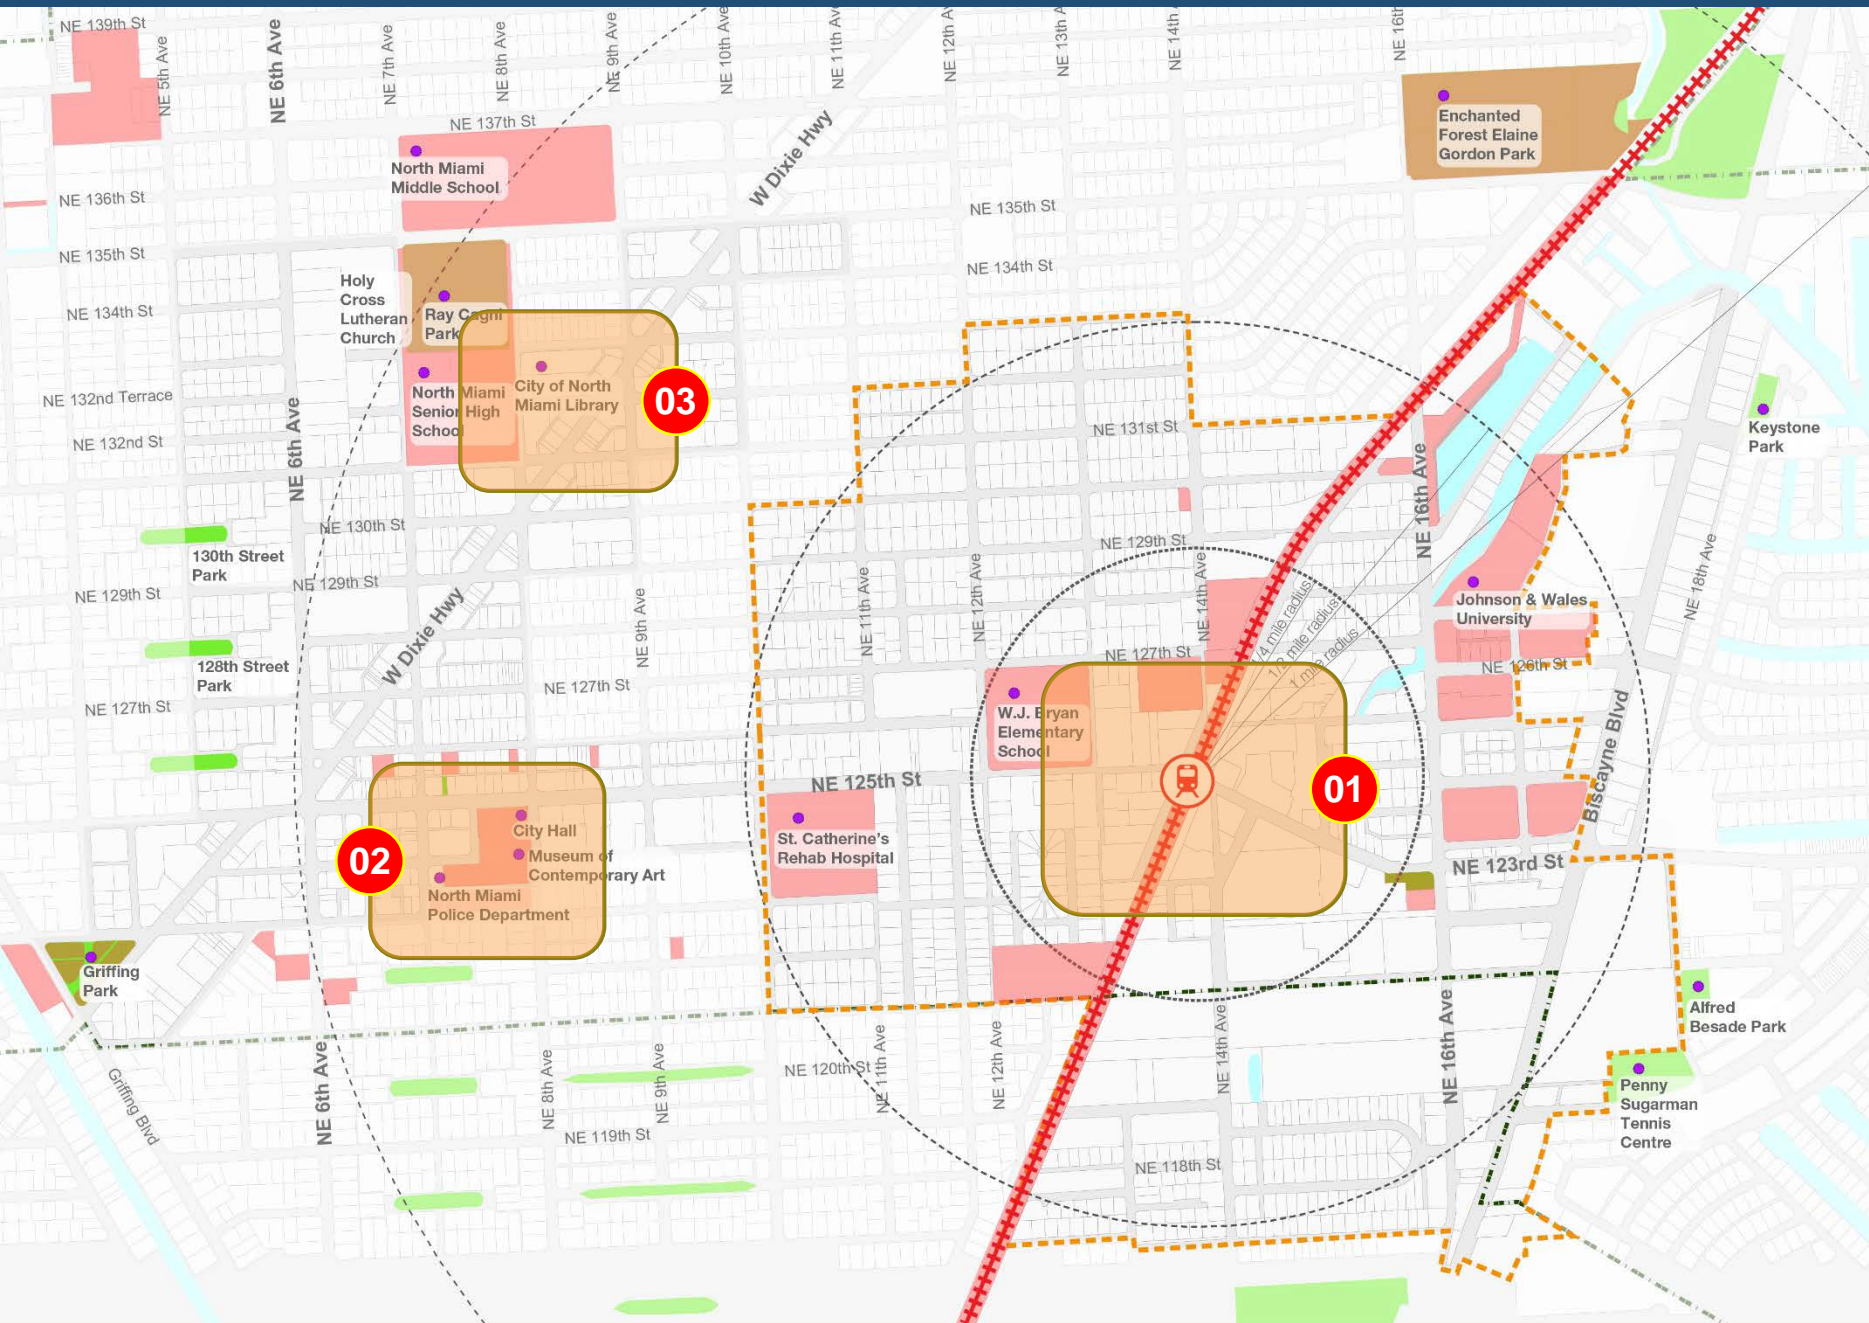 NE 139th St
NE 5th Ave
NE 6th Ave
NE 7th Ave
NE 8th Ave
NE 9th Ave
NE 10th Ave
NE 11th Ave
NE 12th A
NE 13th A
NE 14th
NE 16th
NE 137th St
North Miami
Middle School
W Dixie Hwy
Enchanted
Forest Elaine
Gordon Park
NE 136th St
NE 135th St
NE 135th St
NE 134th St
NE 134th St
Holy
Cross
Lutheran
Church
Ray Cagni
Park
North Miami
Senior High
School
City of North
Miami Library
03
NE 132nd Terrace
NE 132nd St
NE 6th Ave
NE 131st St
NE 16th Ave
Keystone
Park
NE 130th St
130th Street
Park
NE 129th St
NE 129th St
NE 129th St
W Dixie Hwy
NE 9th Ave
NE 11th Ave
NE 12th Ave
NE 14th Ave
1/4 mile radius
1/2 mile radius
1 mile radius
Johnson & Wales
University
NE 18th Ave
128th Street
Park
NE 127th St
NE 127th St
NE 127th St
NE 126th St
W.J. Bryan
Elementary
School
Biscayne Blvd
NE 125th St
01
St. Catherine's
Rehab Hospital
02
City Hall
Museum of
Contemporary Art
North Miami
Police Department
NE 123rd St
Griffing
Park
Alfred
Besade Park
NE 6th Ave
NE 8th Ave
NE 9th Ave
NE 120th St
NE 11th Ave
NE 12th Ave
NE 14th Ave
NE 16th Ave
Griffing Blvd
Penny
Sugarman
Tennis
Centre
NE 119th St
NE 118th St